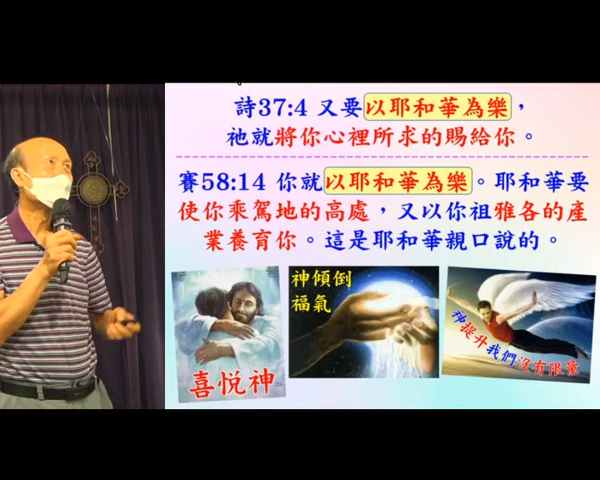 詩37:4 又要以耶和華為樂，
祂就將你心裡所求的賜給你。
賽58:14 你就以耶和華為樂。耶和華要
使你乘駕地的高處，又以你祖雅各的產
業養育你。這是耶和華親口說的。
喜悅神
神傾倒
福氣
神提升我們沒有限量